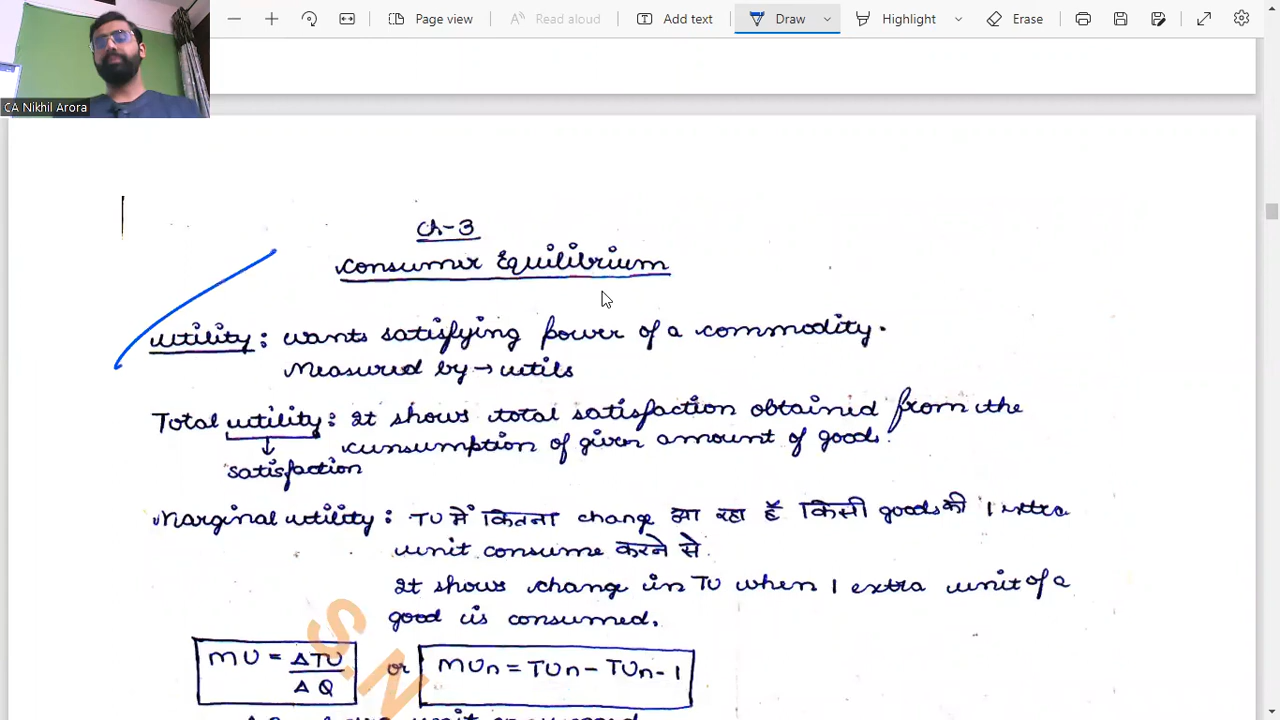 Page view
Read aloud
Add text
Draw
Highlight
Erase
CA Nikhil Arora
Ch-3
Consumer Equilibrium
Utility: wants satisfying power of a commodity.
Measured by → utils
Total utility: It shows total satisfaction obtained from the
consumption of given amount of goods.
↓
satisfaction
Marginal utility: TU में कितना change आ रहा हैं किसी goods की 1 extra
unit consume करने से.
It shows change in TU when 1 extra unit of a
good is consumed.
MU = ΔTU / ΔQ or MUn = TUn - TUn-1
S.N